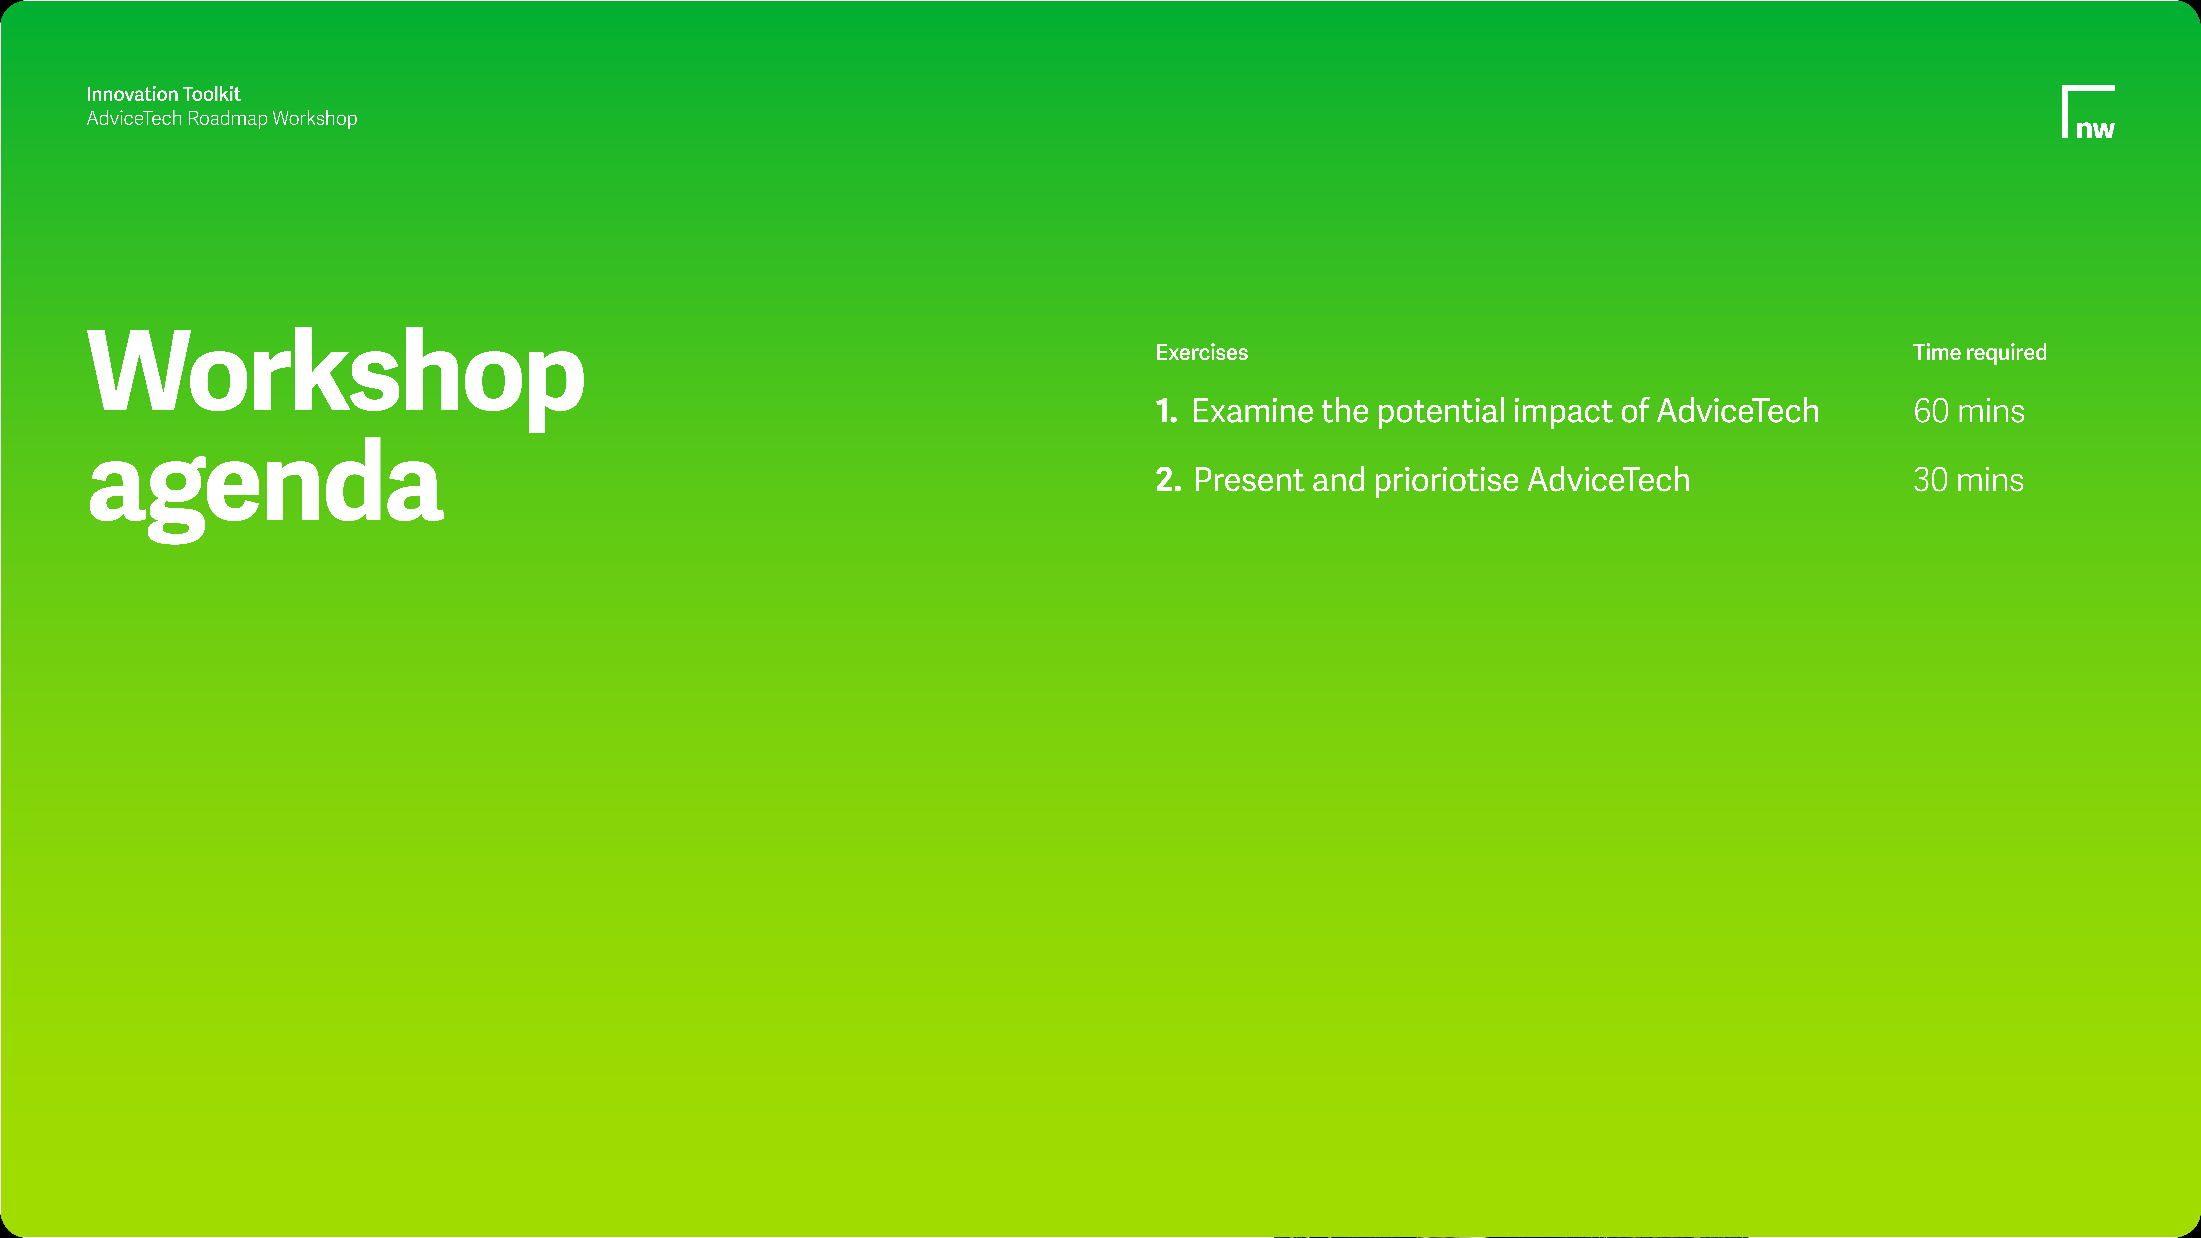 Innovation Toolkit
AdviceTech Roadmap Workshop
nw
Workshop
agenda
Exercises Time required
1. Examine the potential impact of AdviceTech 60 mins
2. Present and prioriotise AdviceTech 30 mins